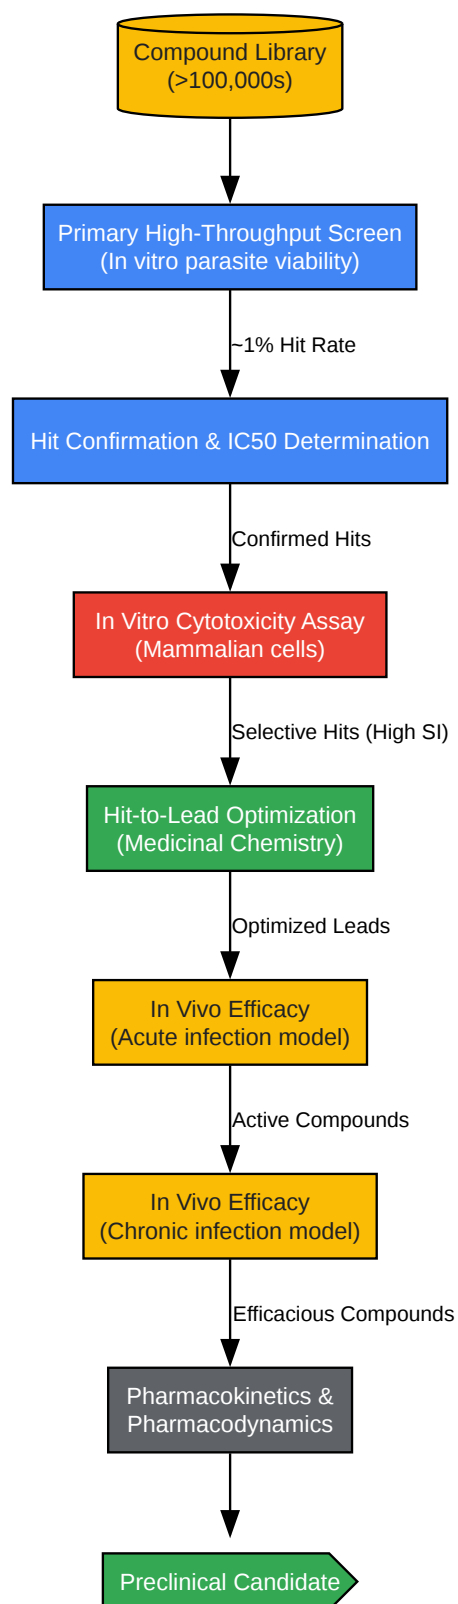 Compound Library
(>100,000s)
Primary High-Throughput Screen
(In vitro parasite viability)
~1% Hit Rate
Hit Confirmation & IC50 Determination
Confirmed Hits
In Vitro Cytotoxicity Assay
(Mammalian cells)
Selective Hits (High SI)
Hit-to-Lead Optimization
(Medicinal Chemistry)
Optimized Leads
In Vivo Efficacy
(Acute infection model)
Active Compounds
In Vivo Efficacy
(Chronic infection model)
Efficacious Compounds
Pharmacokinetics &
Pharmacodynamics
Preclinical Candidate